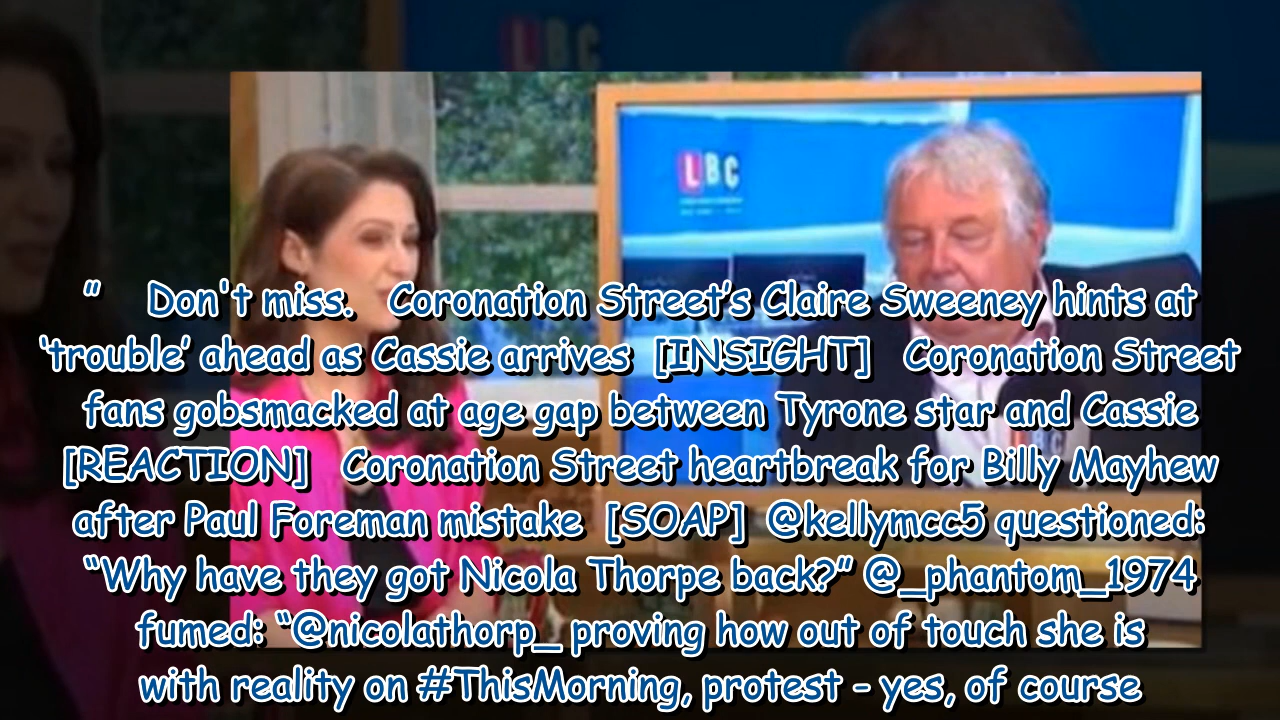 LBC
LBC
” Don't miss. Coronation Street’s Claire Sweeney hints at
‘trouble’ ahead as Cassie arrives [INSIGHT] Coronation Street
fans gobsmacked at age gap between Tyrone star and Cassie
[REACTION] Coronation Street heartbreak for Billy Mayhew
after Paul Foreman mistake [SOAP] @kellymcc5 questioned:
“Why have they got Nicola Thorpe back?” @_phantom_1974
fumed: “@nicolathorp_ proving how out of touch she is
with reality on #ThisMorning, protest - yes, of course